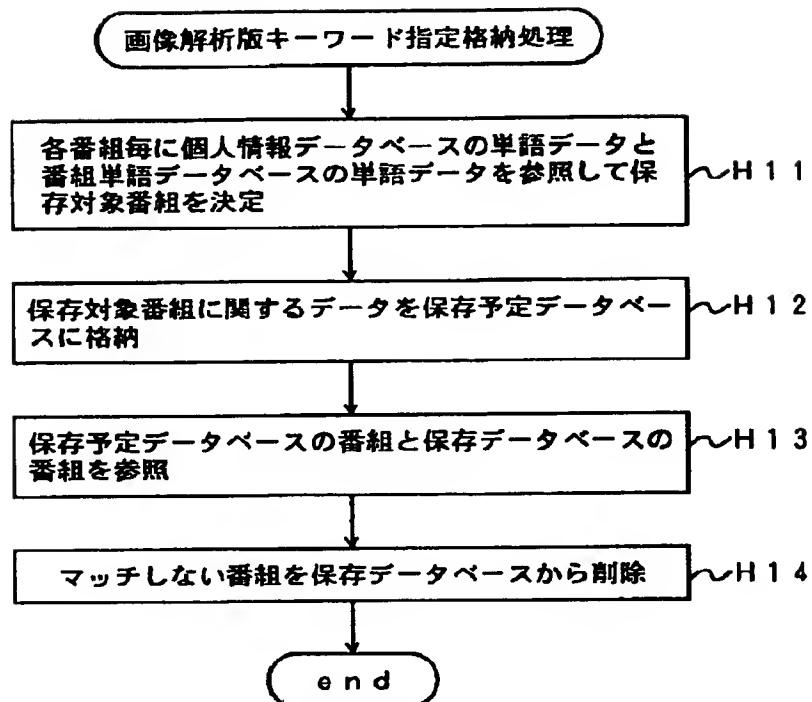 画像解析版キーワード指定格納処理
各番組毎に個人情報データベースの単語データと
番組単語データベースの単語データを参照して保
存対象番組を決定
H11
保存対象番組に関するデータを保存予定データベー
スに格納
H12
保存予定データベースの番組と保存データベースの
番組を参照
H13
マッチしない番組を保存データベースから削除
H14
end